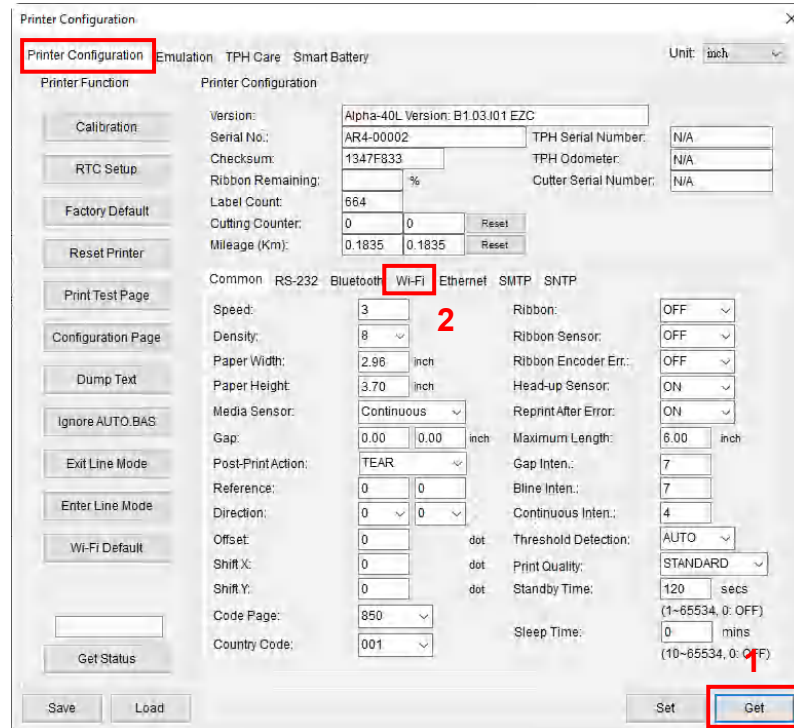 Printer Configuration
Printer Configuration Emulation TPH Care Smart Battery Unit: inch
Printer Function Printer Configuration
Version: Alpha-40L Version: B1.03.I01 EZC
Calibration
Serial No.: AR4-00002 TPH Serial Number: N/A
Checksum: 1347F833 TPH Odometer: N/A
RTC Setup
Ribbon Remaining: % Cutter Serial Number: N/A
Label Count: 664
Factory Default
Cutting Counter: 0 0 Reset
Mileage (Km): 0.1835 0.1835 Reset
Reset Printer
Common RS-232 Bluetooth Wi-Fi Ethernet SMTP SNTP
Print Test Page
Speed: 3 2 Ribbon: OFF
Configuration Page
Density: 8 Ribbon Sensor: OFF
Paper Width: 2.96 inch Ribbon Encoder Err.: OFF
Dump Text
Paper Height: 3.70 inch Head-up Sensor: ON
Media Sensor: Continuous Reprint After Error: ON
Ignore AUTO.BAS
Gap: 0.00 0.00 inch Maximum Length: 6.00 inch
Exit Line Mode
Post-Print Action: TEAR Gap Inten.: 7
Reference: 0 0 Bline Inten.: 7
Enter Line Mode
Direction: 0 0 Continuous Inten.: 4
Offset: 0 dot Threshold Detection: AUTO
Wi-Fi Default
Shift X: 0 dot Print Quality: STANDARD
Shift Y: 0 dot Standby Time: 120 secs
(1~65534, 0: OFF)
Code Page: 850
Sleep Time: 0 mins
Country Code: 001
(10~65534, 0: OFF)
Get Status
1
Save Load Set Get